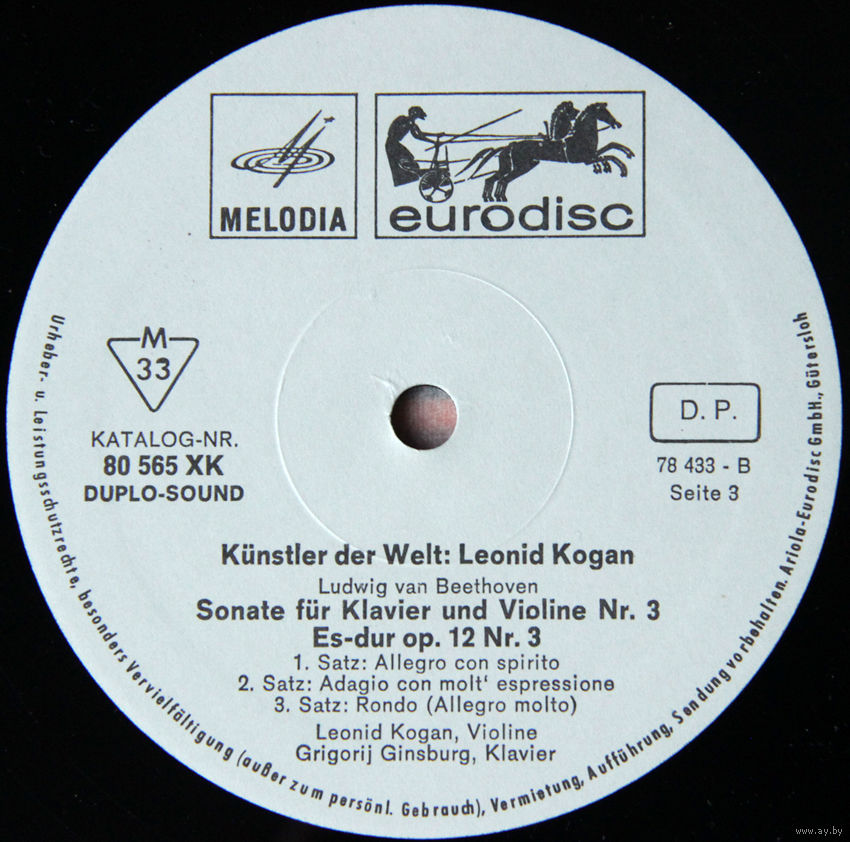 MELODIA
eurodisc
M
33
KATALOG-NR.
80 565 XK
DUPLO-SOUND
D. P.
78 433 - B
Seite 3
Künstler der Welt: Leonid Kogan
Ludwig van Beethoven
Sonate für Klavier und Violine Nr. 3
Es-dur op. 12 Nr. 3
1. Satz: Allegro con spirito
2. Satz: Adagio con molt' espressione
3. Satz: Rondo (Allegro molto)
Leonid Kogan, Violine
Grigorij Ginsburg, Klavier
Urheber- u. Leistungsschutzrechte, besonders Vervielfältigung (außer zum persönl. Gebrauch), Vermietung, Aufführung, Sendung vorbehalten. Ariola-Eurodisc GmbH., Gütersloh
www.ay.by